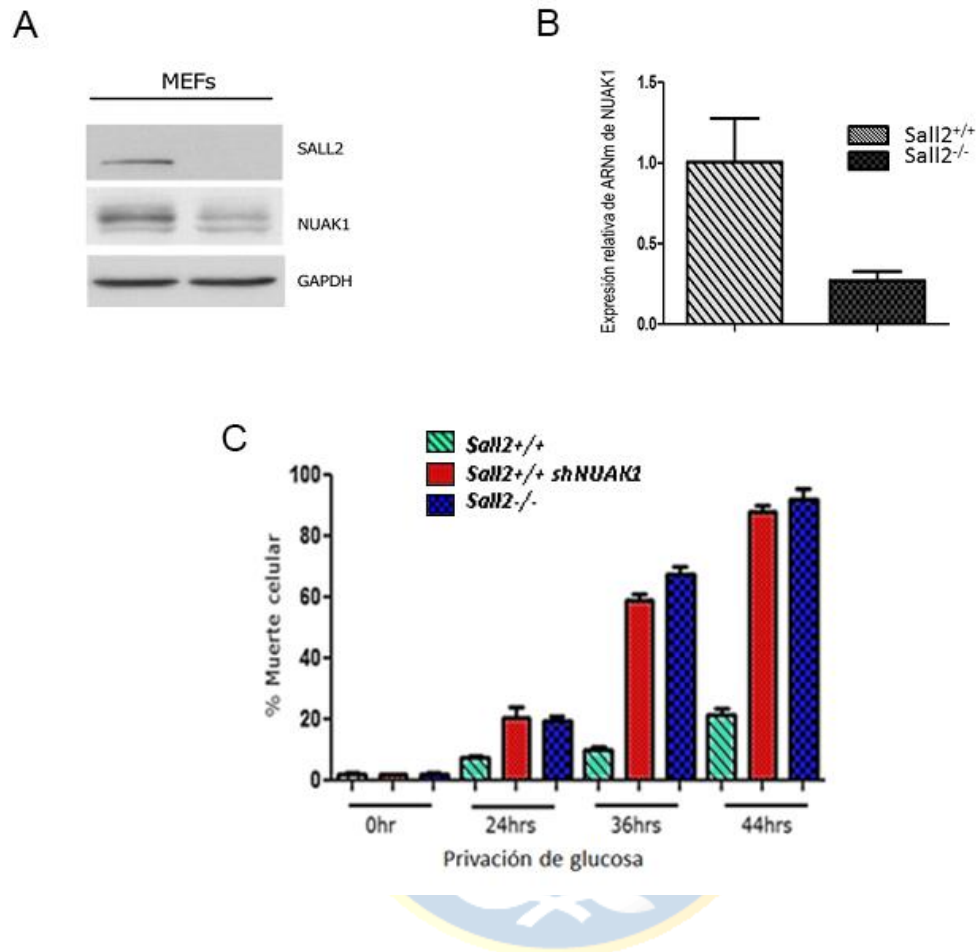 A
MEFs
SALL2
NUAK1
GAPDH
B
Expresión relativa de ARNm de NUAK1
1.5
1.0
0.5
0.0
Sall2+/+
Sall2-/-
C
Sall2+/+
Sall2+/+ shNUAK1
Sall2-/-
% Muerte celular
100
80
60
40
20
0
0hr
24hrs
36hrs
44hrs
Privación de glucosa